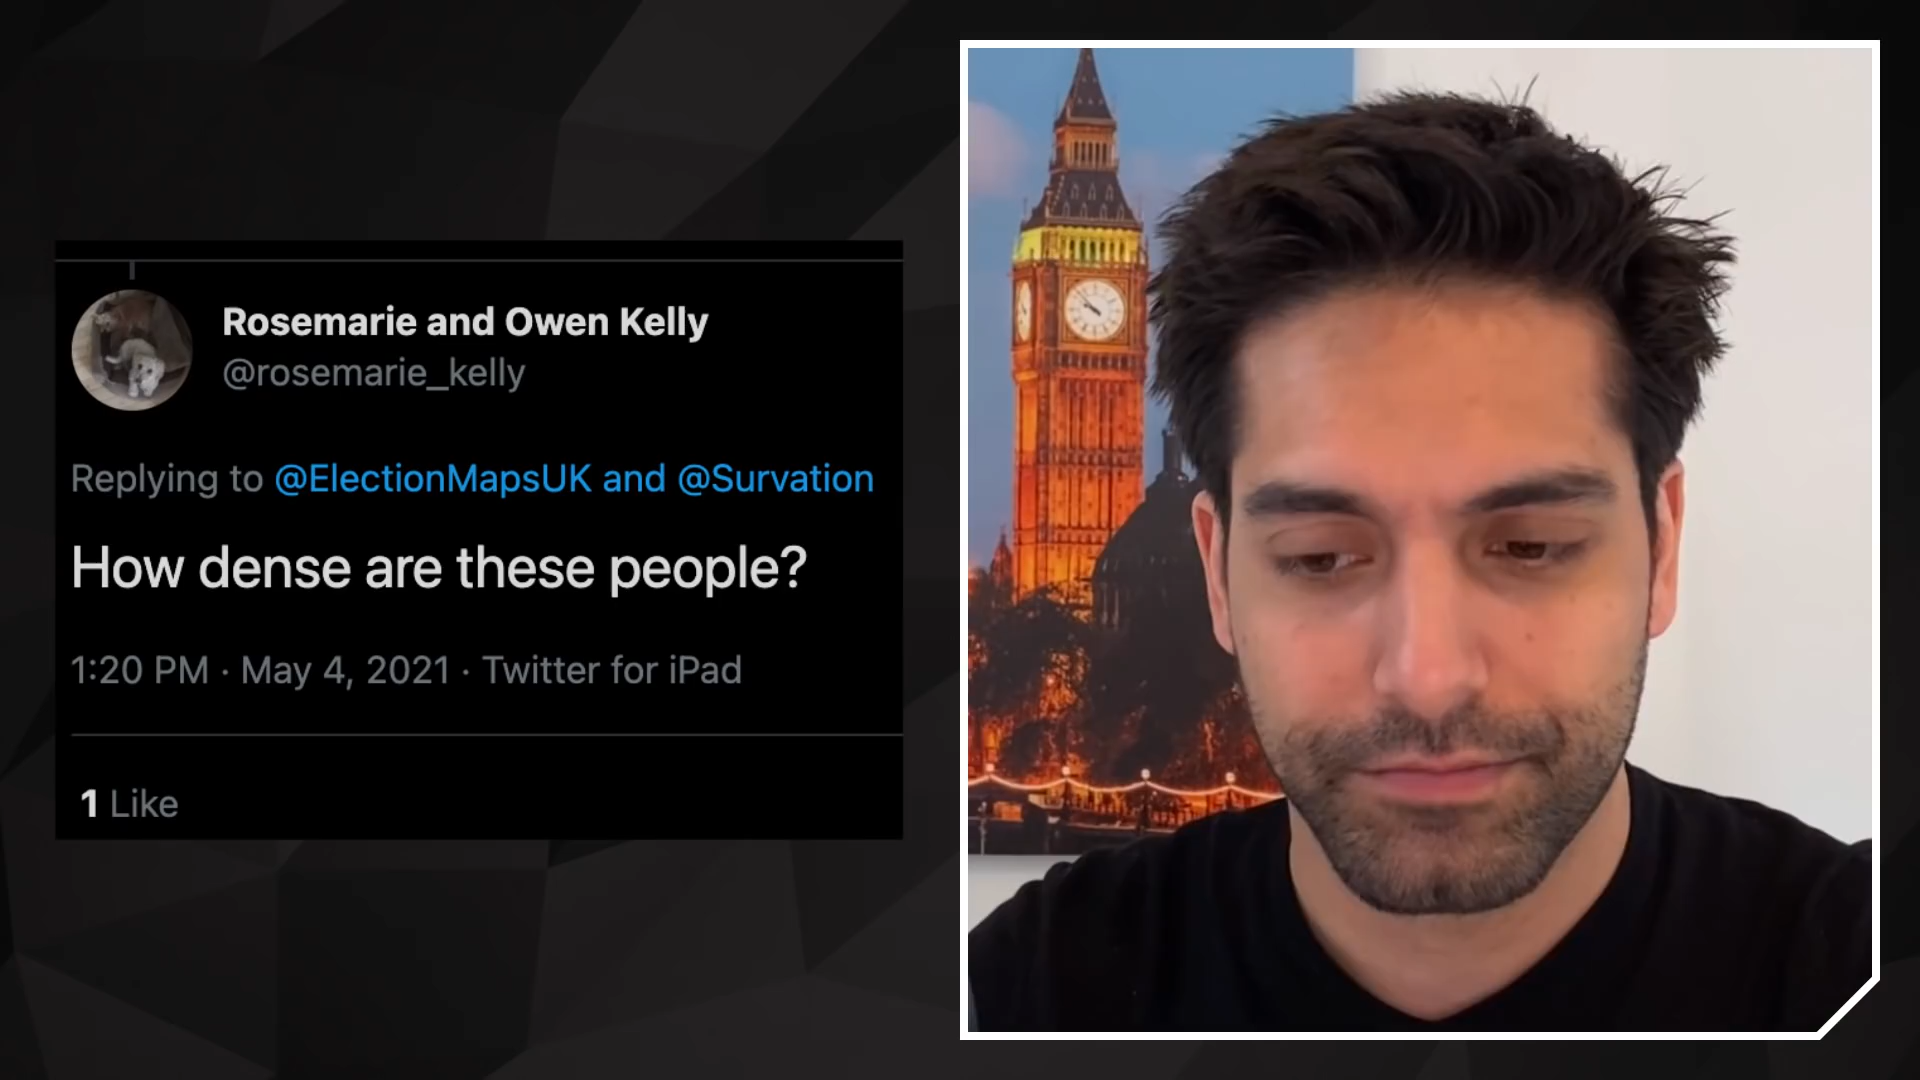 Rosemarie and Owen Kelly
@rosemarie_kelly
Replying to @ElectionMapsUK and @Survation
How dense are these people?
1:20 PM · May 4, 2021 · Twitter for iPad
1 Like